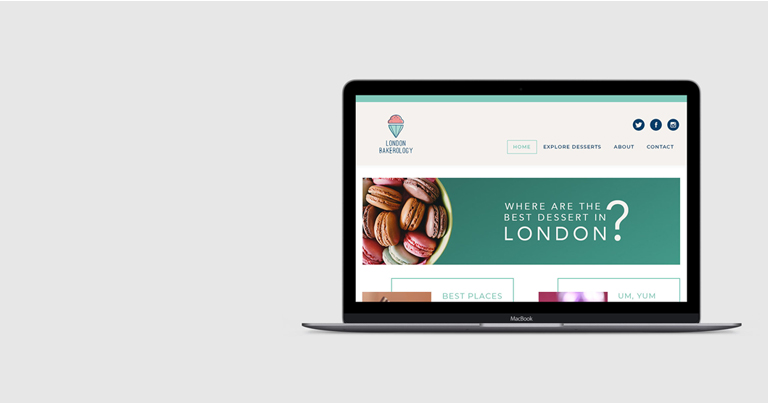 LONDON
BAKEROLOGY
HOME EXPLORE DESSERTS ABOUT CONTACT
WHERE ARE THE
BEST DESSERT IN
LONDON?
BEST PLACES
UM, YUM
MacBook